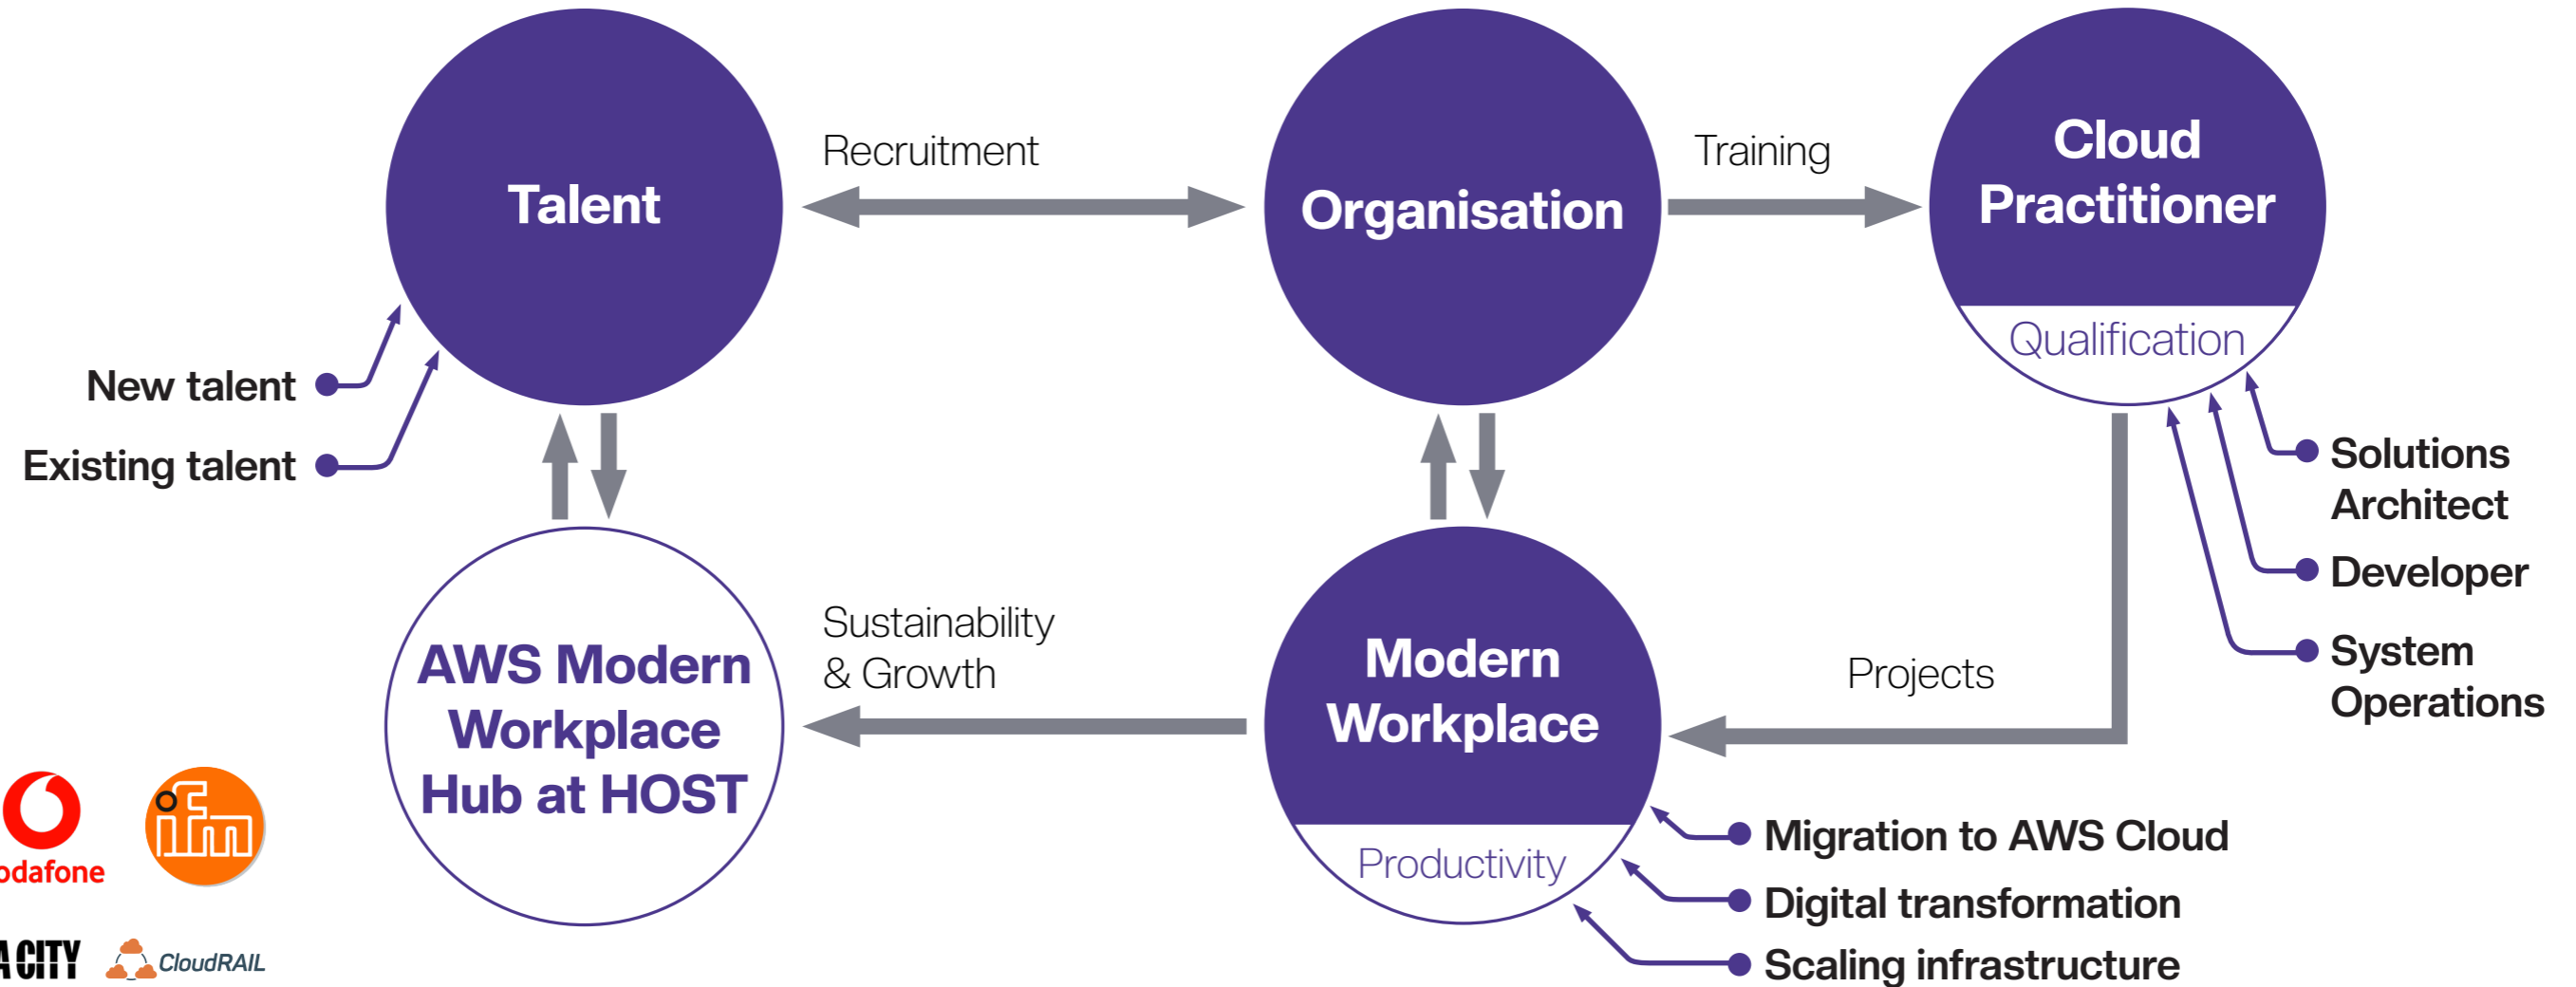 Talent
Recruitment
Organisation
Training
Cloud
Practitioner
Qualification
New talent
Existing talent
Solutions
Architect
Developer
System
Operations
AWS Modern
Workplace
Hub at HOST
Sustainability
& Growth
Modern
Workplace
Productivity
Projects
Migration to AWS Cloud
Digital transformation
Scaling infrastructure
odafone
ifm
A CITY
CloudRAIL